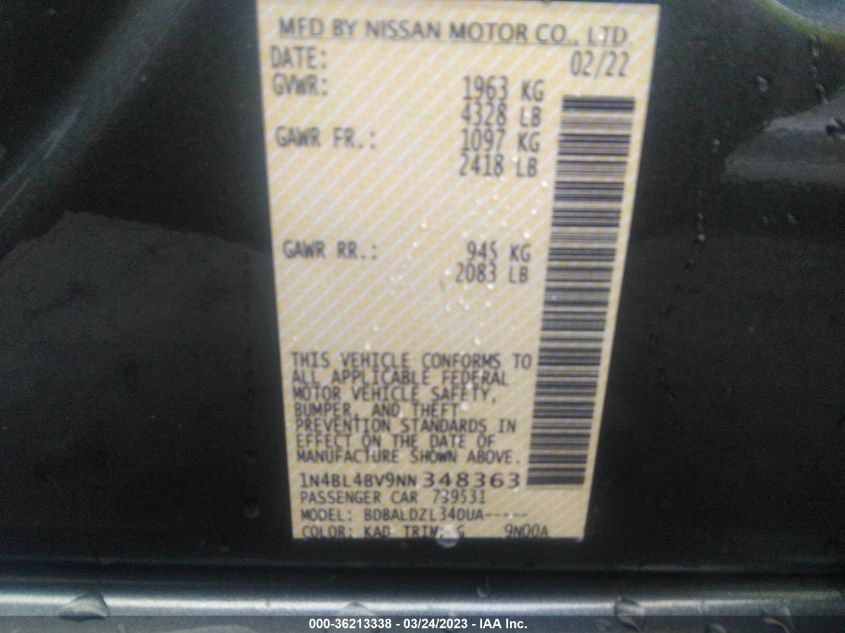 MFD BY NISSAN MOTOR CO., LTD.
DATE: 02/22
GVWR: 1963 KG
4328 LB
GAWR FR.: 1097 KG
2418 LB
GAWR RR.: 945 KG
2083 LB
THIS VEHICLE CONFORMS TO
ALL APPLICABLE FEDERAL
MOTOR VEHICLE SAFETY,
BUMPER, AND THEFT
PREVENTION STANDARDS IN
EFFECT ON THE DATE OF
MANUFACTURE SHOWN ABOVE.
1N4BL4BV9NN348363
PASSENGER CAR 739531
MODEL: BDBALDZL34DUA-----
COLOR: KAD TRIM: G 9N00A
000-36213338 - 03/24/2023 - IAA Inc.